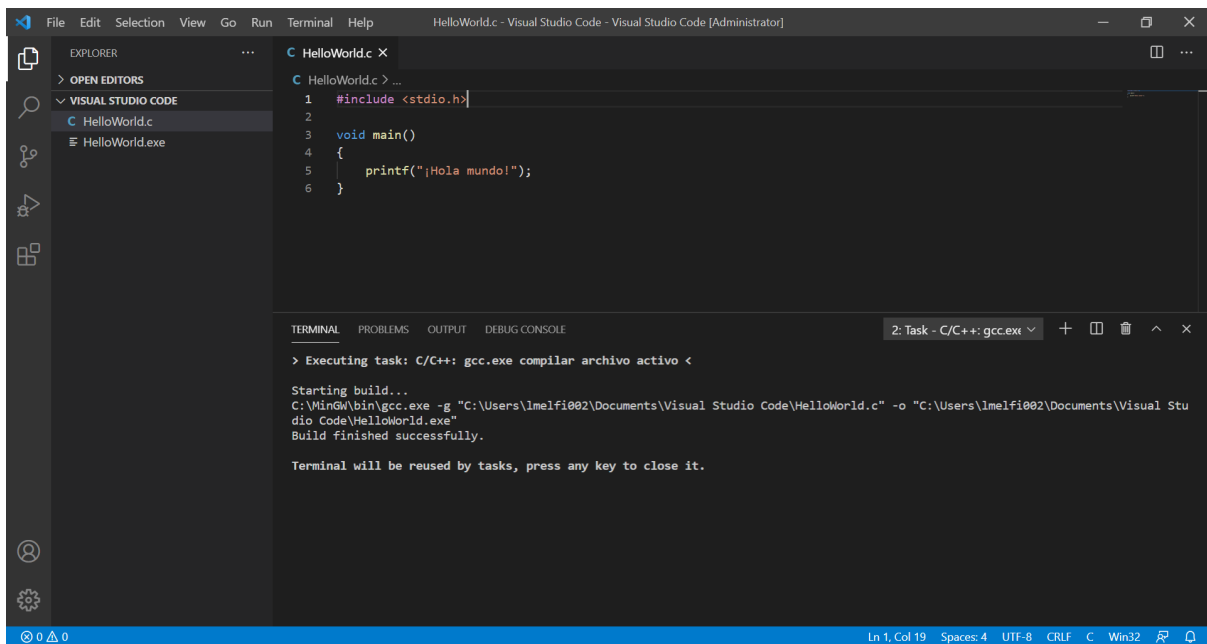 File Edit Selection View Go Run Terminal Help HelloWorld.c - Visual Studio Code - Visual Studio Code [Administrator]
EXPLORER
OPEN EDITORS
VISUAL STUDIO CODE
C HelloWorld.c
HelloWorld.exe
C HelloWorld.c
C HelloWorld.c > ...
1 #include <stdio.h>
2
3 void main()
4 {
5 printf("¡Hola mundo!");
6 }
TERMINAL PROBLEMS OUTPUT DEBUG CONSOLE 2: Task - C/C++: gcc.exe
> Executing task: C/C++: gcc.exe compilar archivo activo <
Starting build...
C:\MinGW\bin\gcc.exe -g "C:\Users\lmelfi002\Documents\Visual Studio Code\HelloWorld.c" -o "C:\Users\lmelfi002\Documents\Visual Stu
dio Code\HelloWorld.exe"
Build finished successfully.
Terminal will be reused by tasks, press any key to close it.
0 0 Ln 1, Col 19 Spaces: 4 UTF-8 CRLF C Win32